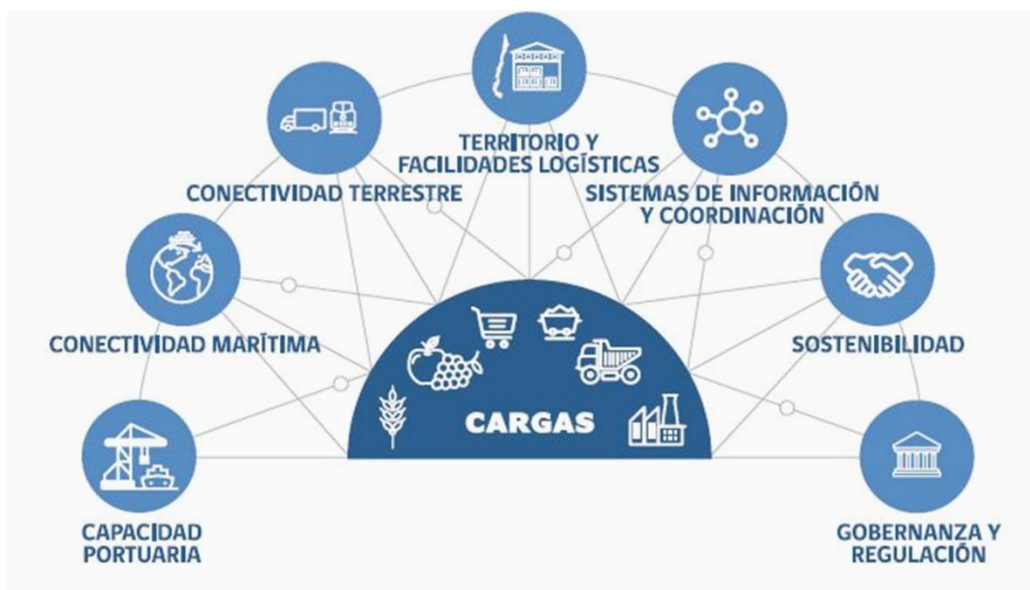 TERRITORIO Y
FACILIDADES LOGÍSTICAS
CONECTIVIDAD TERRESTRE
SISTEMAS DE INFORMACIÓN
Y COORDINACIÓN
CONECTIVIDAD MARÍTIMA
SOSTENIBILIDAD
CARGAS
CAPACIDAD
PORTUARIA
GOBERNANZA Y
REGULACIÓN